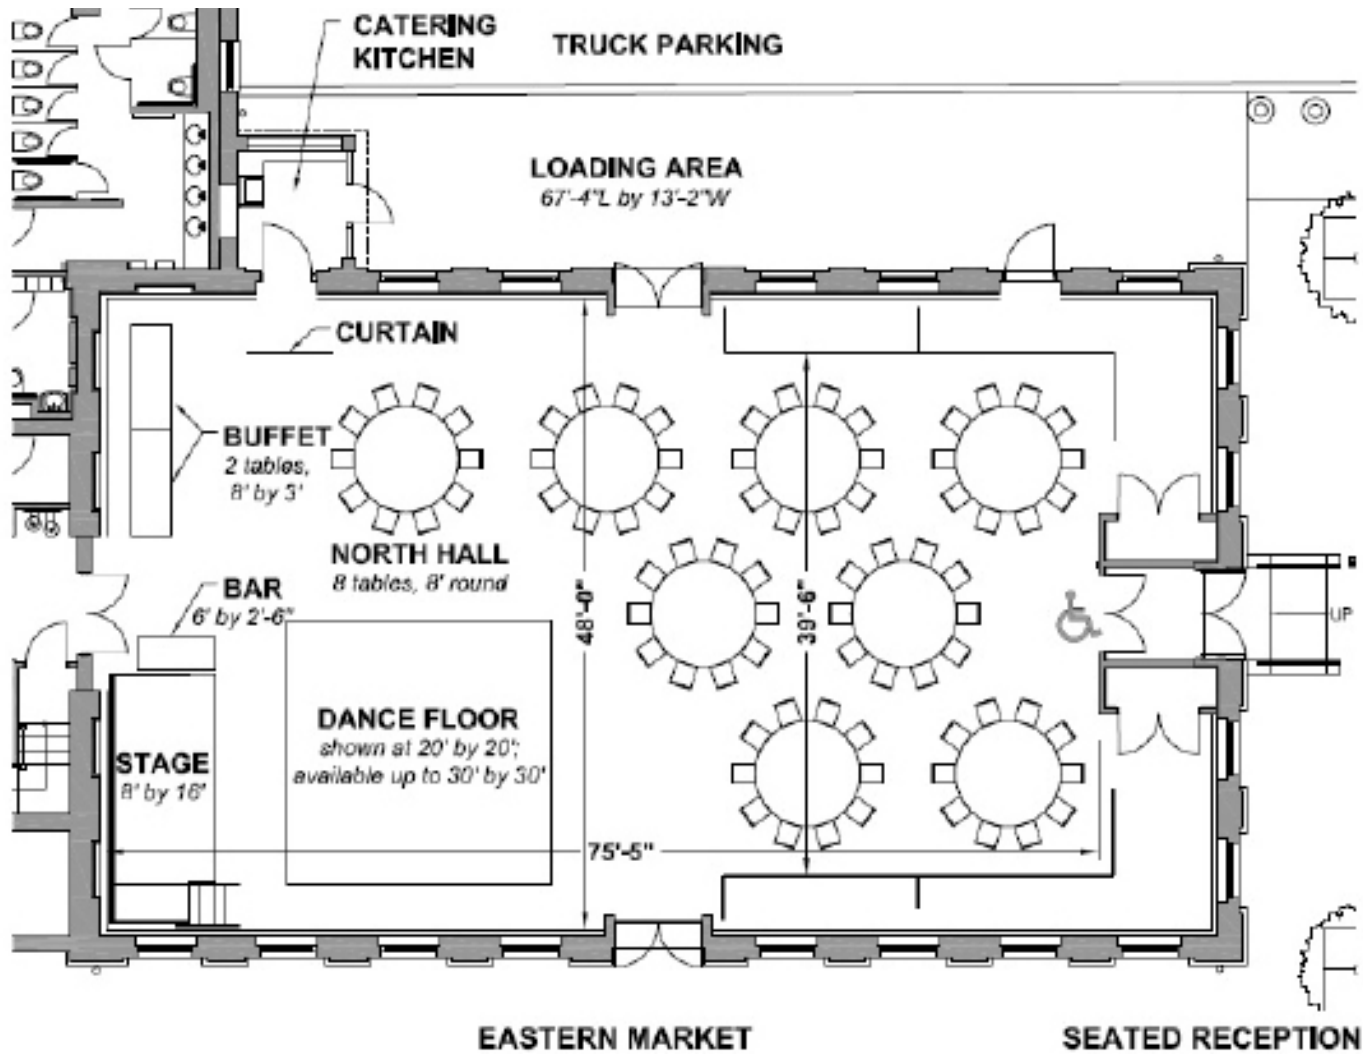 CATERING
KITCHEN
TRUCK PARKING
LOADING AREA
67'-4"L by 13'-2"W
CURTAIN
BUFFET
2 tables,
8' by 3'
NORTH HALL
8 tables, 8' round
BAR
6' by 2'-6"
48'-0"
39'-6"
UP
DANCE FLOOR
shown at 20' by 20';
available up to 30' by 30'
STAGE
8' by 16'
75'-5"
EASTERN MARKET
SEATED RECEPTION